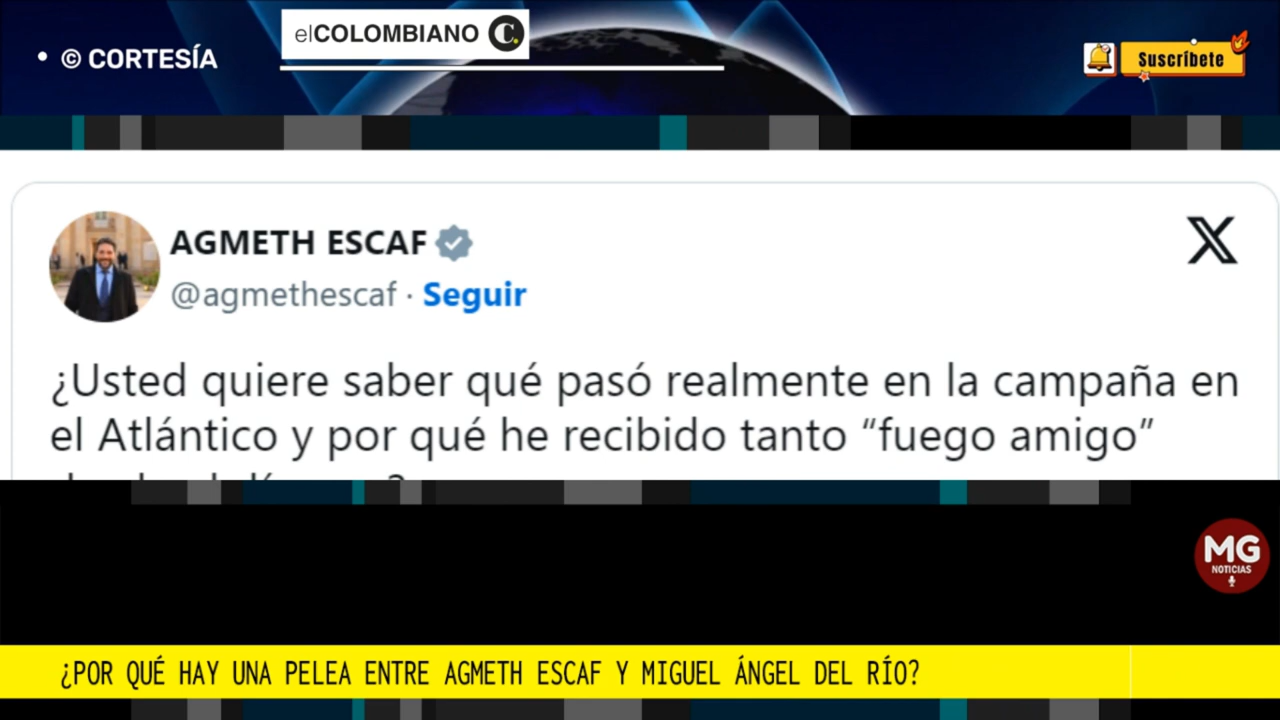 © CORTESÍA
elCOLOMBIANO C.
Suscríbete
AGMETH ESCAF
@agmethescaf · Seguir
¿Usted quiere saber qué pasó realmente en la campaña en
el Atlántico y por qué he recibido tanto “fuego amigo”
MG
NOTICIAS
¿POR QUÉ HAY UNA PELEA ENTRE AGMETH ESCAF Y MIGUEL ÁNGEL DEL RÍO?